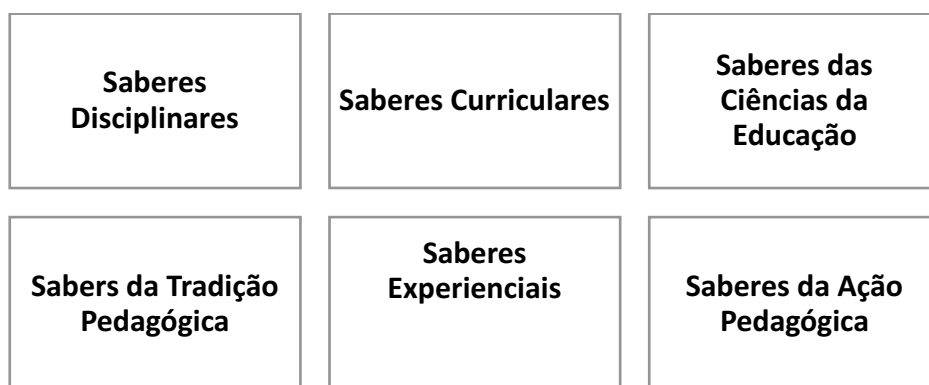 Saberes
Disciplinares
Saberes Curriculares
Saberes das
Ciências da
Educação
Sabers da Tradição
Pedagógica
Saberes
Experienciais
Saberes da Ação
Pedagógica